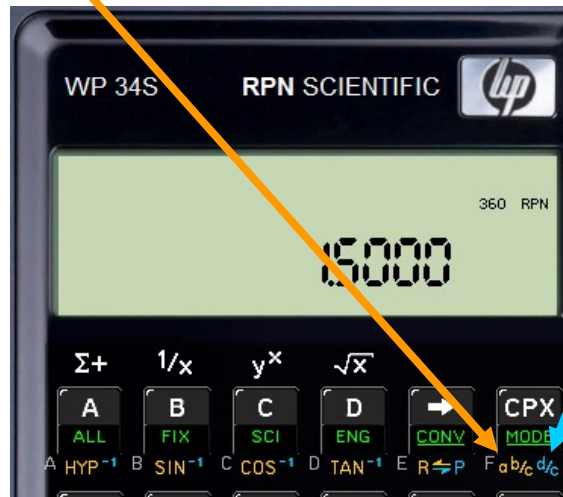 WP 34S RPN SCIENTIFIC hp
360 RPN
1.5000
Σ+ 1/x yˣ √x
A B C D ➡ CPX
ALL FIX SCI ENG CONV MODE
A HYP⁻¹ B SIN⁻¹ C COS⁻¹ D TAN⁻¹ E R⇆P F a b/c d/c